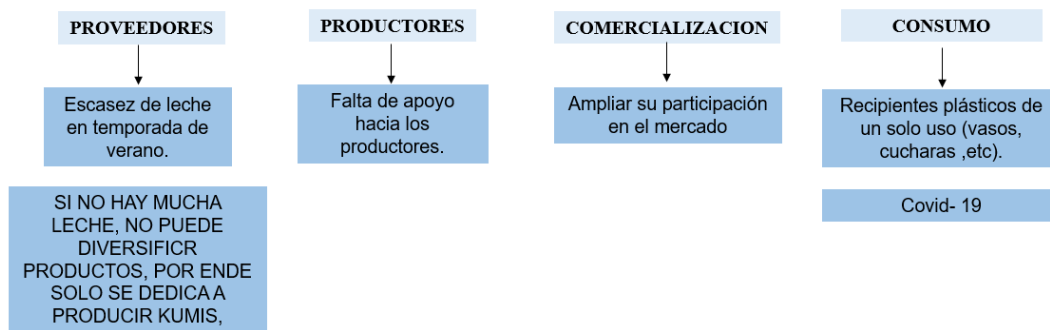 PROVEEDORES
Escasez de leche
en temporada de
verano.
SI NO HAY MUCHA
LECHE, NO PUEDE
DIVERSIFICR
PRODUCTOS, POR ENDE
SOLO SE DEDICA A
PRODUCIR KUMIS,
PRODUCTORES
Falta de apoyo
hacia los
productores.
COMERCIALIZACION
Ampliar su participación
en el mercado
CONSUMO
Recipientes plásticos de
un solo uso (vasos,
cucharas ,etc).
Covid- 19